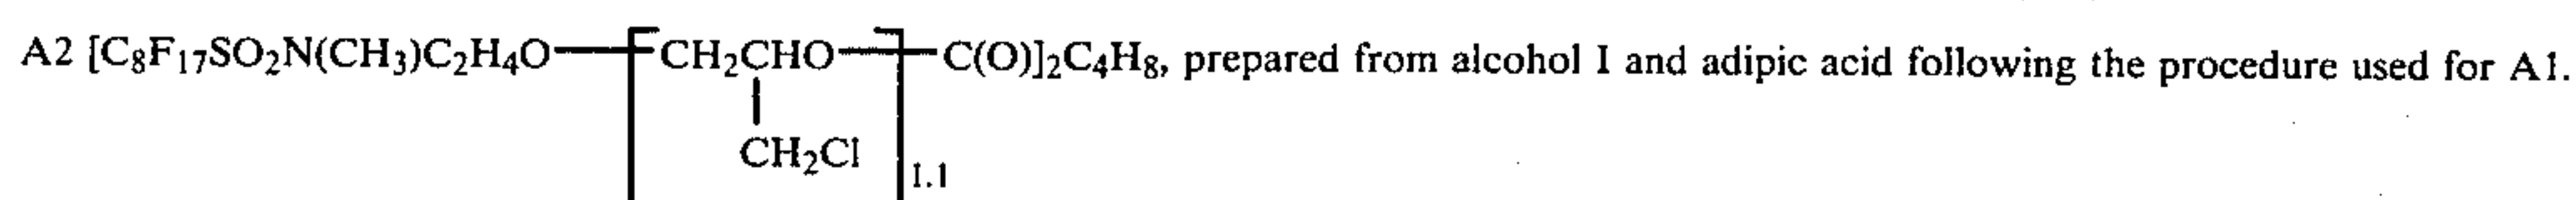 A2 [C₈F₁₇SO₂N(CH₃)C₂H₄O—[CH₂CHO—]—C(O)]₂C₄H₈, prepared from alcohol I and adipic acid following the procedure used for A1.
CH₂Cl
1.1